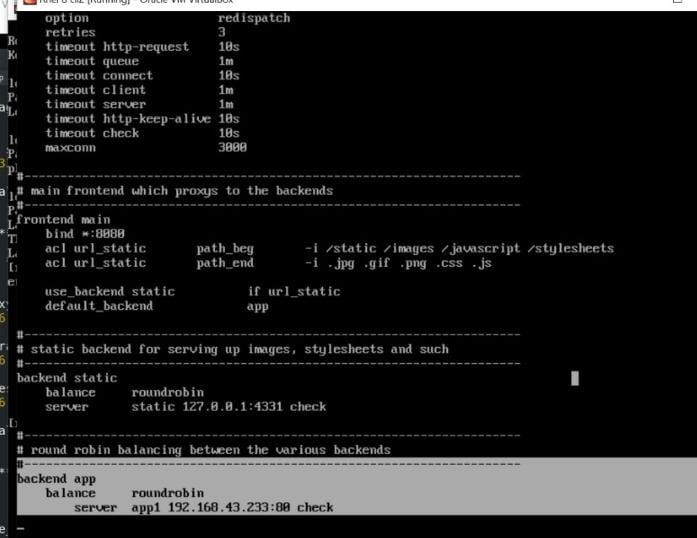 [Running] - Oracle VM VirtualBox
option redispatch
retries 3
timeout http-request 10s
timeout queue 1m
timeout connect 10s
timeout client 1m
timeout server 1m
timeout http-keep-alive 10s
timeout check 10s
maxconn 3000
#---------------------------------------------------------------------
# main frontend which proxys to the backends
#---------------------------------------------------------------------
frontend main
bind *:8080
acl url_static path_beg -i /static /images /javascript /stylesheets
acl url_static path_end -i .jpg .gif .png .css .js
use_backend static if url_static
default_backend app
#---------------------------------------------------------------------
# static backend for serving up images, stylesheets and such
#---------------------------------------------------------------------
backend static
balance roundrobin
server static 127.0.0.1:4331 check
#---------------------------------------------------------------------
# round robin balancing between the various backends
#---------------------------------------------------------------------
backend app
balance roundrobin
server app1 192.168.43.233:80 check